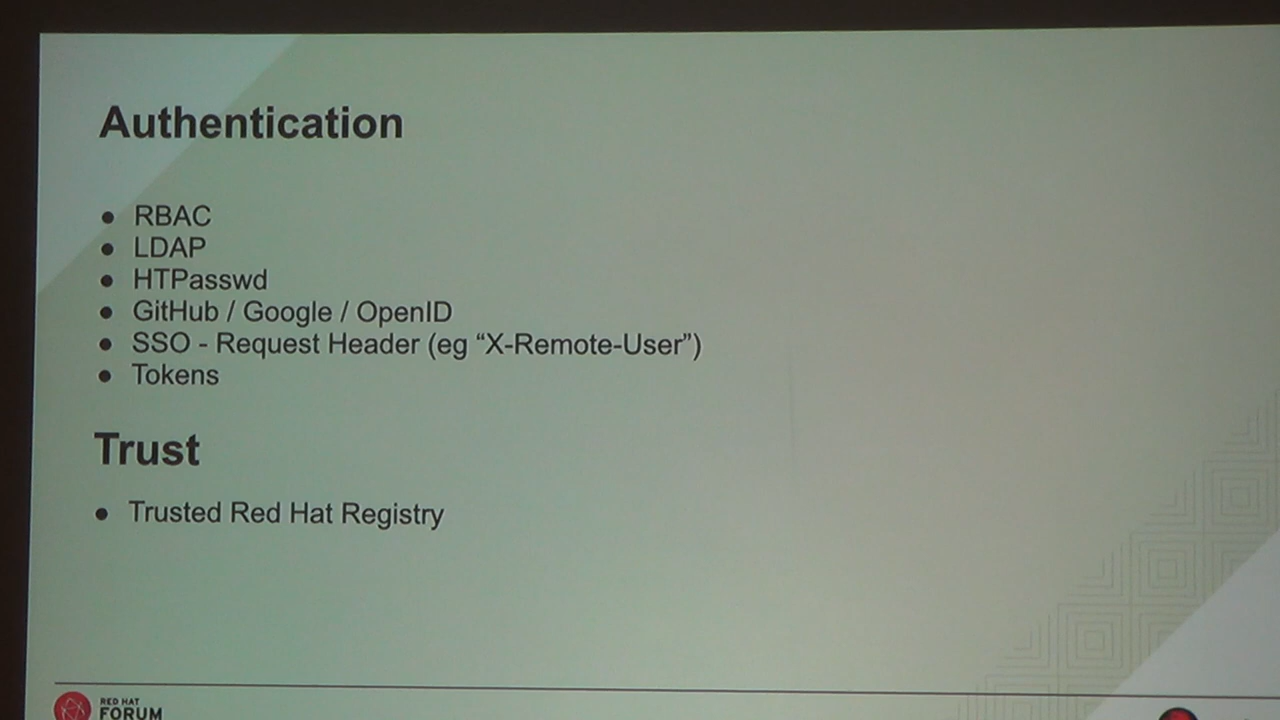 Authentication
● RBAC
● LDAP
● HTPasswd
● GitHub / Google / OpenID
● SSO - Request Header (eg “X-Remote-User”)
● Tokens
Trust
● Trusted Red Hat Registry
RED HAT
FORUM